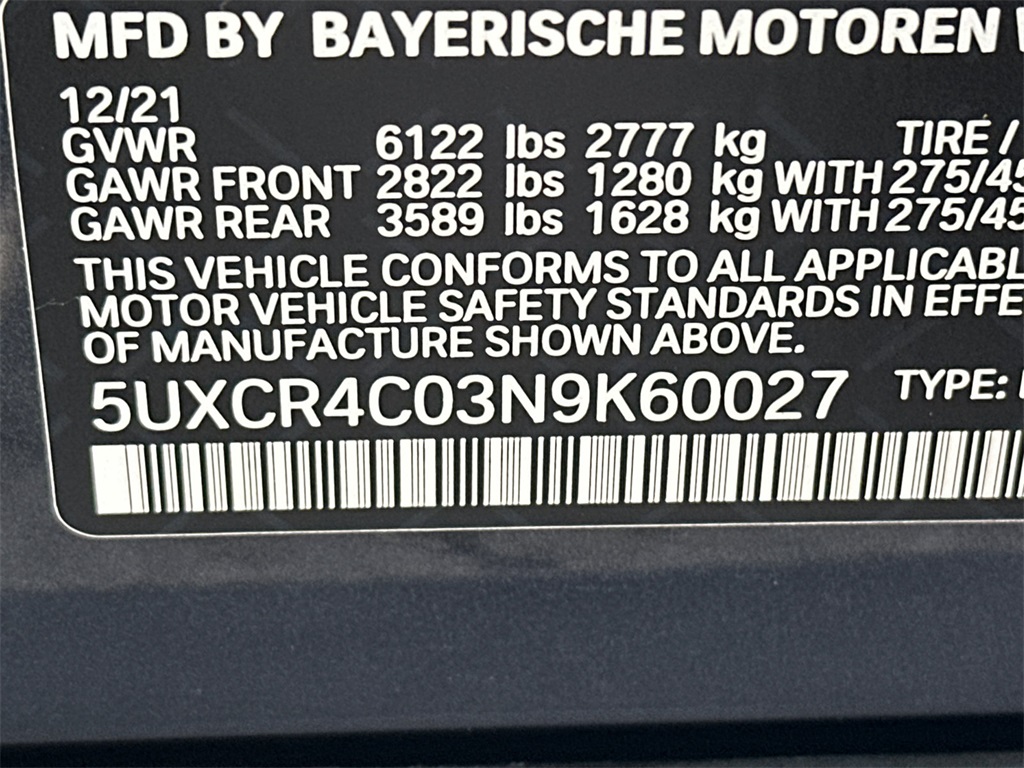 MFD BY BAYERISCHE MOTOREN
12/21
GVWR 6122 lbs 2777 kg TIRE /
GAWR FRONT 2822 lbs 1280 kg WITH 275/45
GAWR REAR 3589 lbs 1628 kg WITH 275/45
THIS VEHICLE CONFORMS TO ALL APPLICABL
MOTOR VEHICLE SAFETY STANDARDS IN EFFE
OF MANUFACTURE SHOWN ABOVE.
5UXCR4C03N9K60027 TYPE: